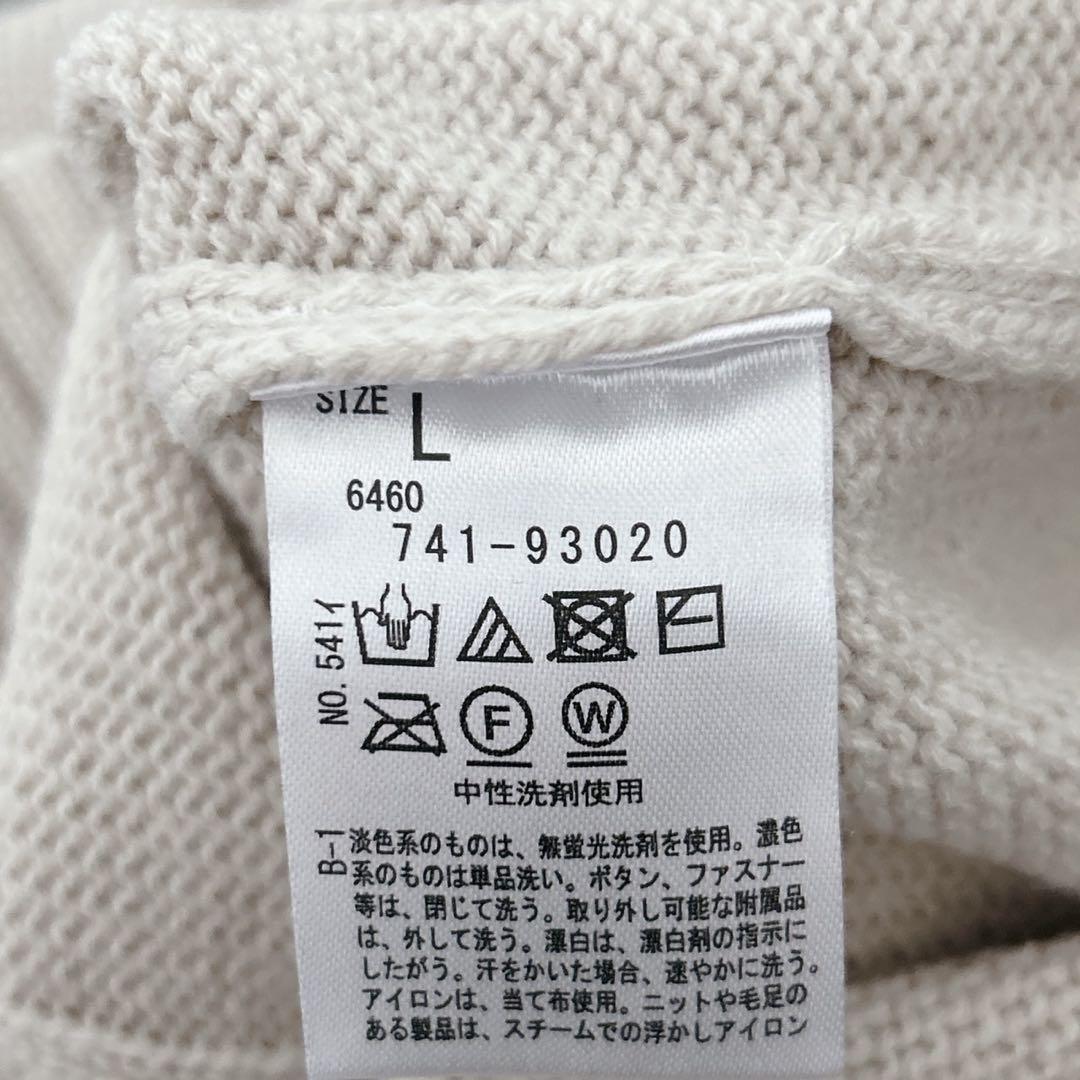 SIZE L
6460
741-93020
NO. 541イ
F W
中性洗剤使用
B-1
淡色系のものは、無蛍光洗剤を使用。濃色
系のものは単品洗い。ボタン、ファスナー
等は、閉じて洗う。取り外し可能な附属品
は、外して洗う。漂白は、漂白剤の指示に
したがう。汗をかいた場合、速やかに洗う。
アイロンは、当て布使用。ニットや毛足の
ある製品は、スチームでの浮かしアイロン